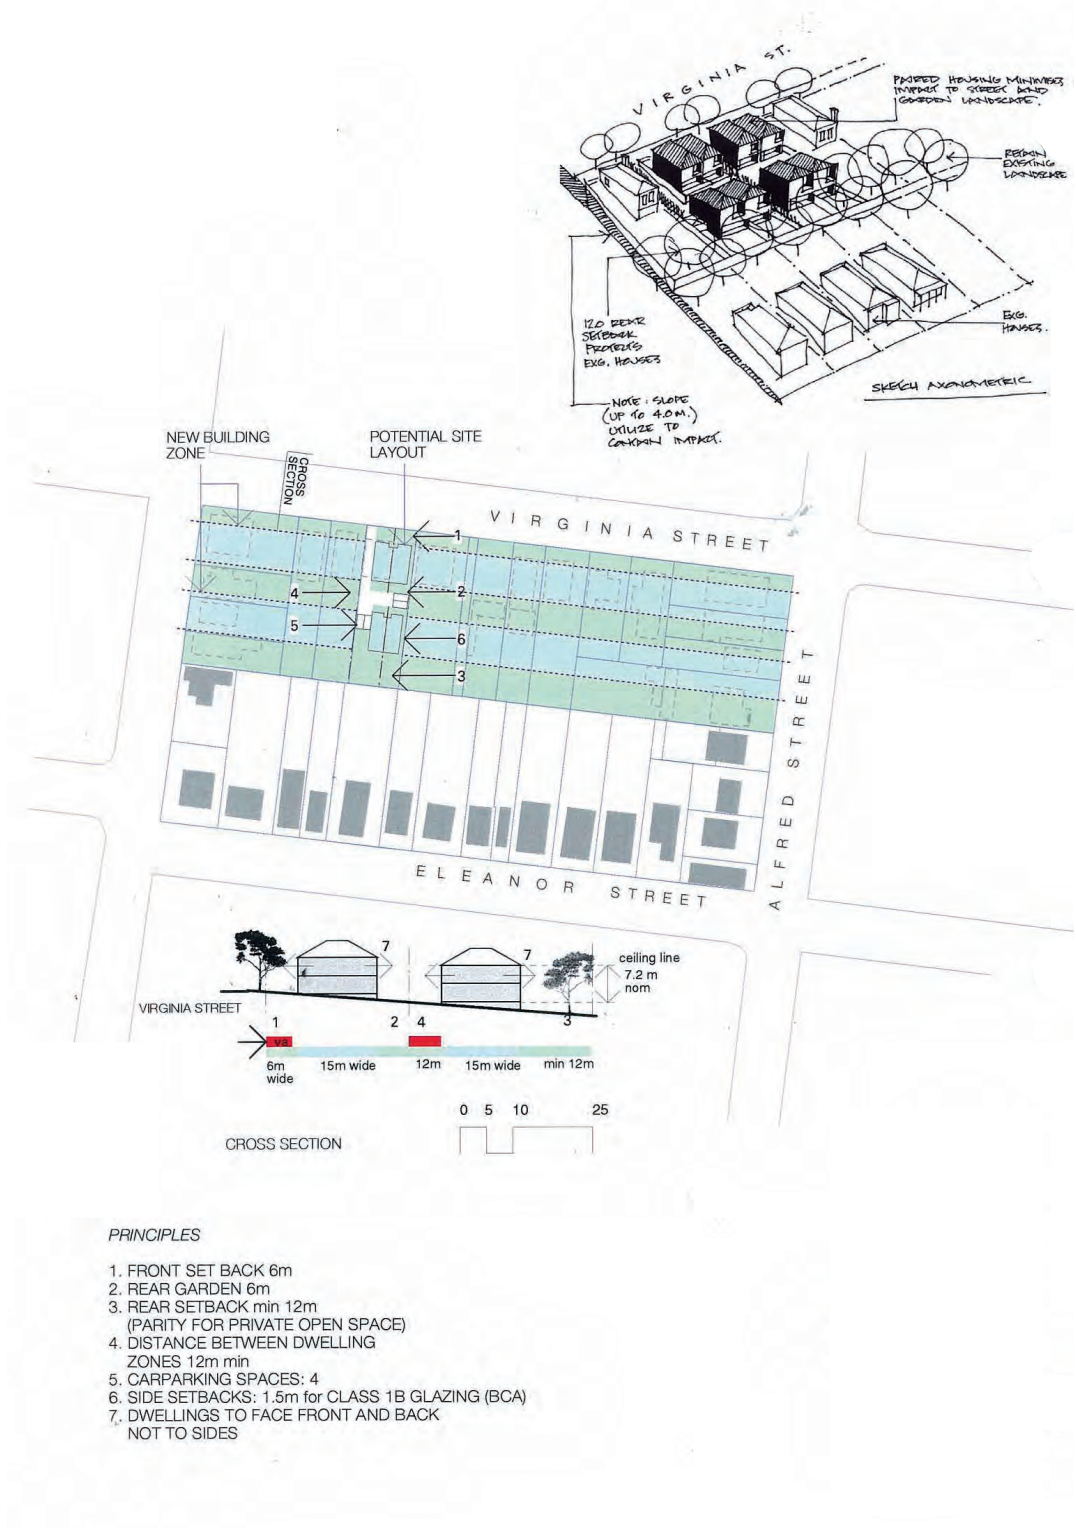 VIRGINIA ST.
PAIRED HOUSING MINIMISES
IMPACT TO STREET AND
GARDEN LANDSCAPE.
RETAIN
EXISTING
LANDSCAPE
12.0 REAR
SETBACK
PROTECTS
EXG. HOUSES
EXG.
HOUSES.
SKETCH AXONOMETRIC
NOTE: SLOPE
(UP TO 4.0M.)
UTILIZE TO
CONTAIN IMPACT.
NEW BUILDING
ZONE
POTENTIAL SITE
LAYOUT
CROSS
SECTION
VIRGINIA STREET
1
2
4
5
6
3
ALFRED STREET
ELEANOR STREET
7
7
ceiling line
7.2 m
nom
VIRGINIA STREET
1
2
4
3
va
6m
wide
15m wide
12m
15m wide
min 12m
0 5 10 25
CROSS SECTION
PRINCIPLES
1. FRONT SET BACK 6m
2. REAR GARDEN 6m
3. REAR SETBACK min 12m
(PARITY FOR PRIVATE OPEN SPACE)
4. DISTANCE BETWEEN DWELLING
ZONES 12m min
5. CARPARKING SPACES: 4
6. SIDE SETBACKS: 1.5m for CLASS 1B GLAZING (BCA)
7. DWELLINGS TO FACE FRONT AND BACK
NOT TO SIDES